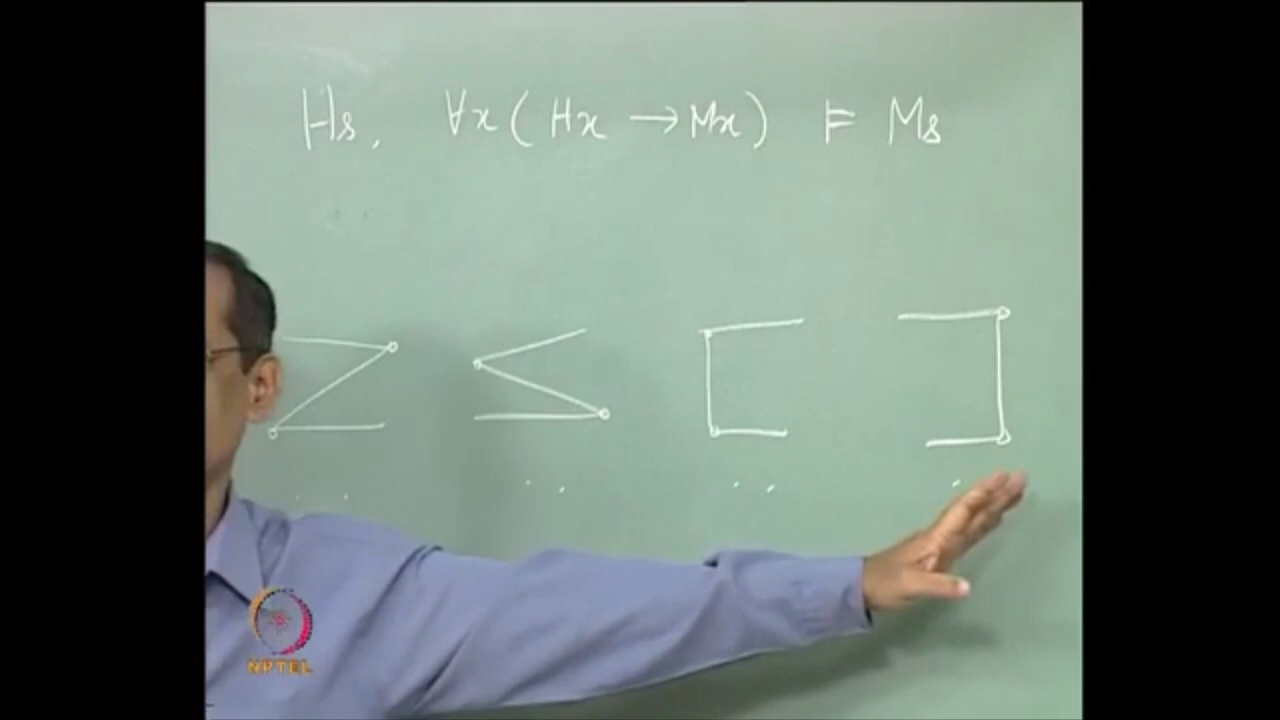 Hs, ∀x ( Hx → Mx ) ⊨ Ms
NPTEL